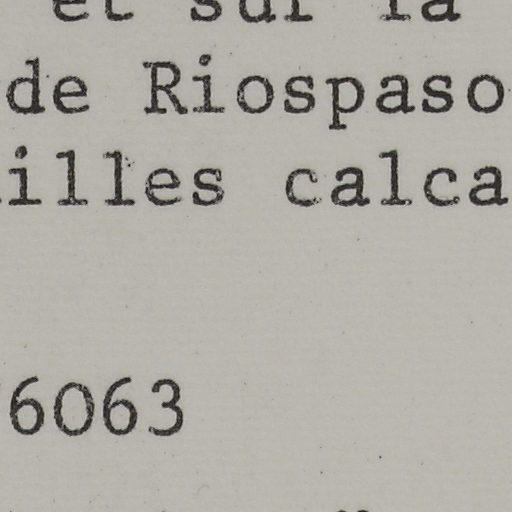 et sur la
de Riospaso
illes calca
6063